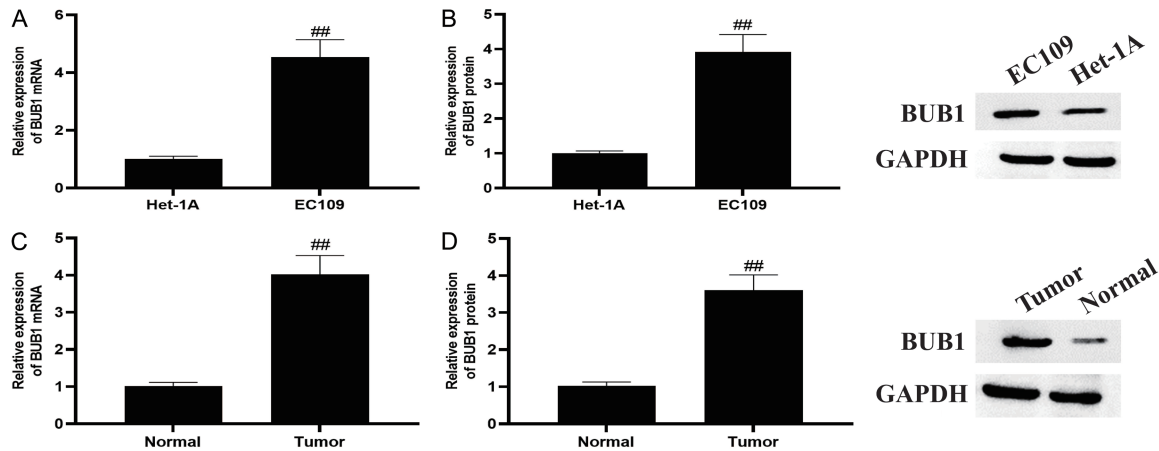 A
Relative expression
of BUB1 mRNA
6
4
2
0
##
Het-1A
EC109
B
Relative expression
of BUB1 protein
5
4
3
2
1
0
##
Het-1A
EC109
EC109
Het-1A
BUB1
GAPDH
C
Relative expression
of BUB1 mRNA
5
4
3
2
1
0
##
Normal
Tumor
D
Relative expression
of BUB1 protein
5
4
3
2
1
0
##
Normal
Tumor
Tumor
Normal
BUB1
GAPDH